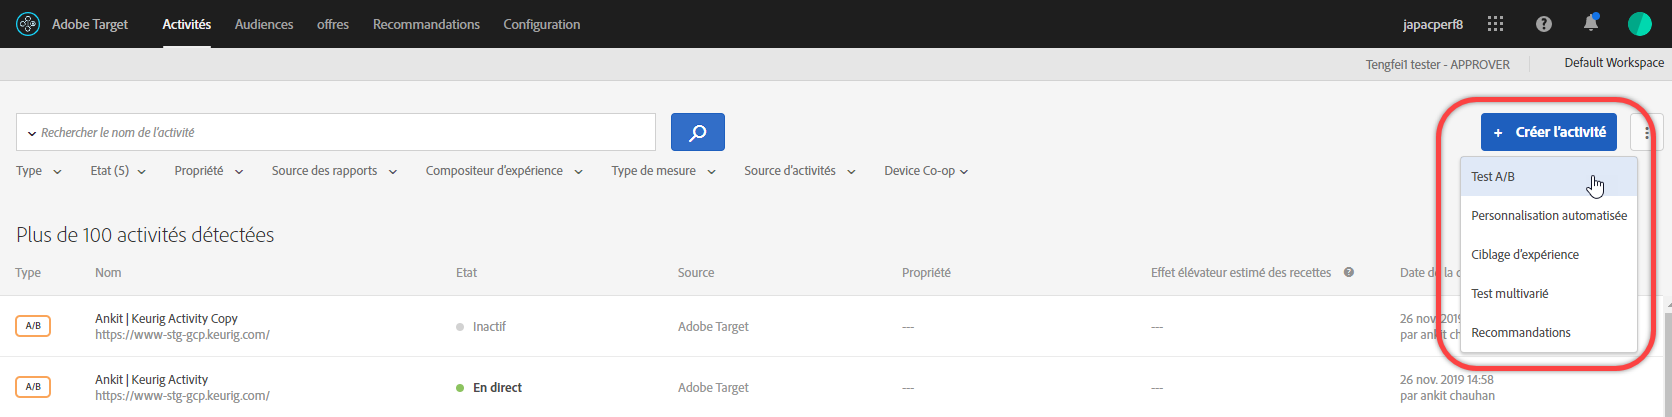 Adobe Target Activités Audiences offres Recommandations Configuration japacperf8
Tengfei1 tester - APPROVER Default Workspace
Rechercher le nom de l'activité
+ Créer l'activité
Type Etat (5) Propriété Source des rapports Compositeur d'expérience Type de mesure Source d'activités Device Co-op
Test A/B
Personnalisation automatisée
Ciblage d'expérience
Test multivarié
Recommandations
Plus de 100 activités détectées
Type Nom Etat Source Propriété Effet élévateur estimé des recettes Date de la
A/B Ankit | Keurig Activity Copy Inactif Adobe Target --- --- 26 nov. 2019
https://www-stg-gcp.keurig.com/ par ankit
A/B Ankit | Keurig Activity En direct Adobe Target --- --- 26 nov. 2019 14:58
https://www-stg-gcp.keurig.com/ par ankit chauhan